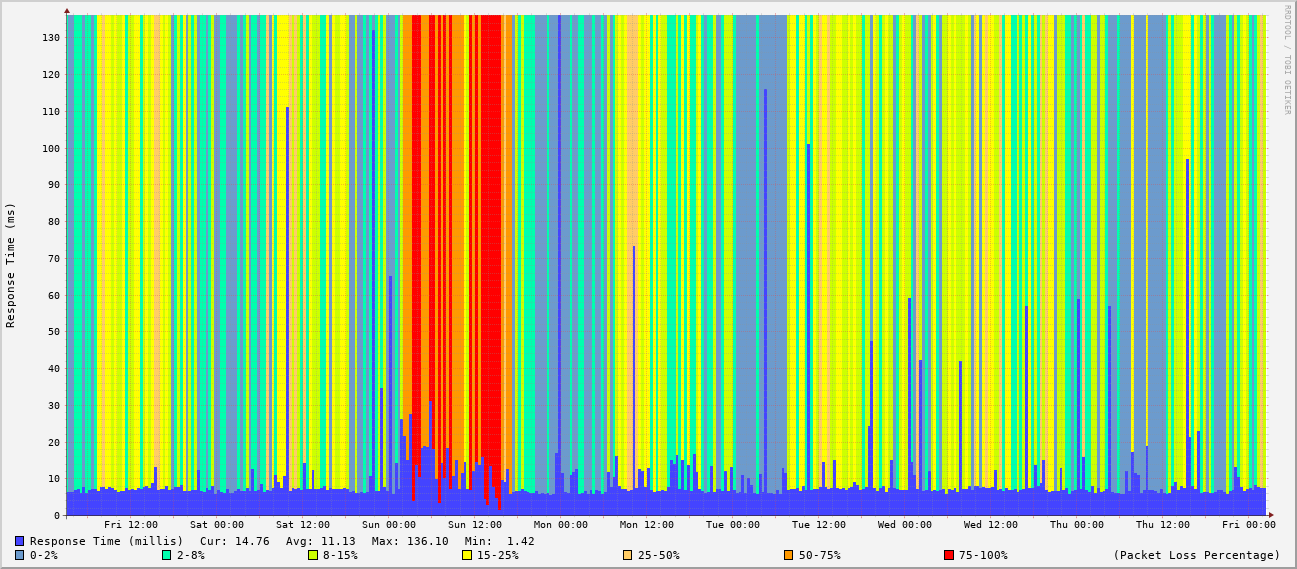 RRDTOOL / TOBI OETIKER
Response Time (ms)
130
120
110
100
90
80
70
60
50
40
30
20
10
0
Fri 12:00 Sat 00:00 Sat 12:00 Sun 00:00 Sun 12:00 Mon 00:00 Mon 12:00 Tue 00:00 Tue 12:00 Wed 00:00 Wed 12:00 Thu 00:00 Thu 12:00 Fri 00:00
Response Time (millis) Cur: 14.76 Avg: 11.13 Max: 136.10 Min: 1.42
0-2% 2-8% 8-15% 15-25% 25-50% 50-75% 75-100% (Packet Loss Percentage)